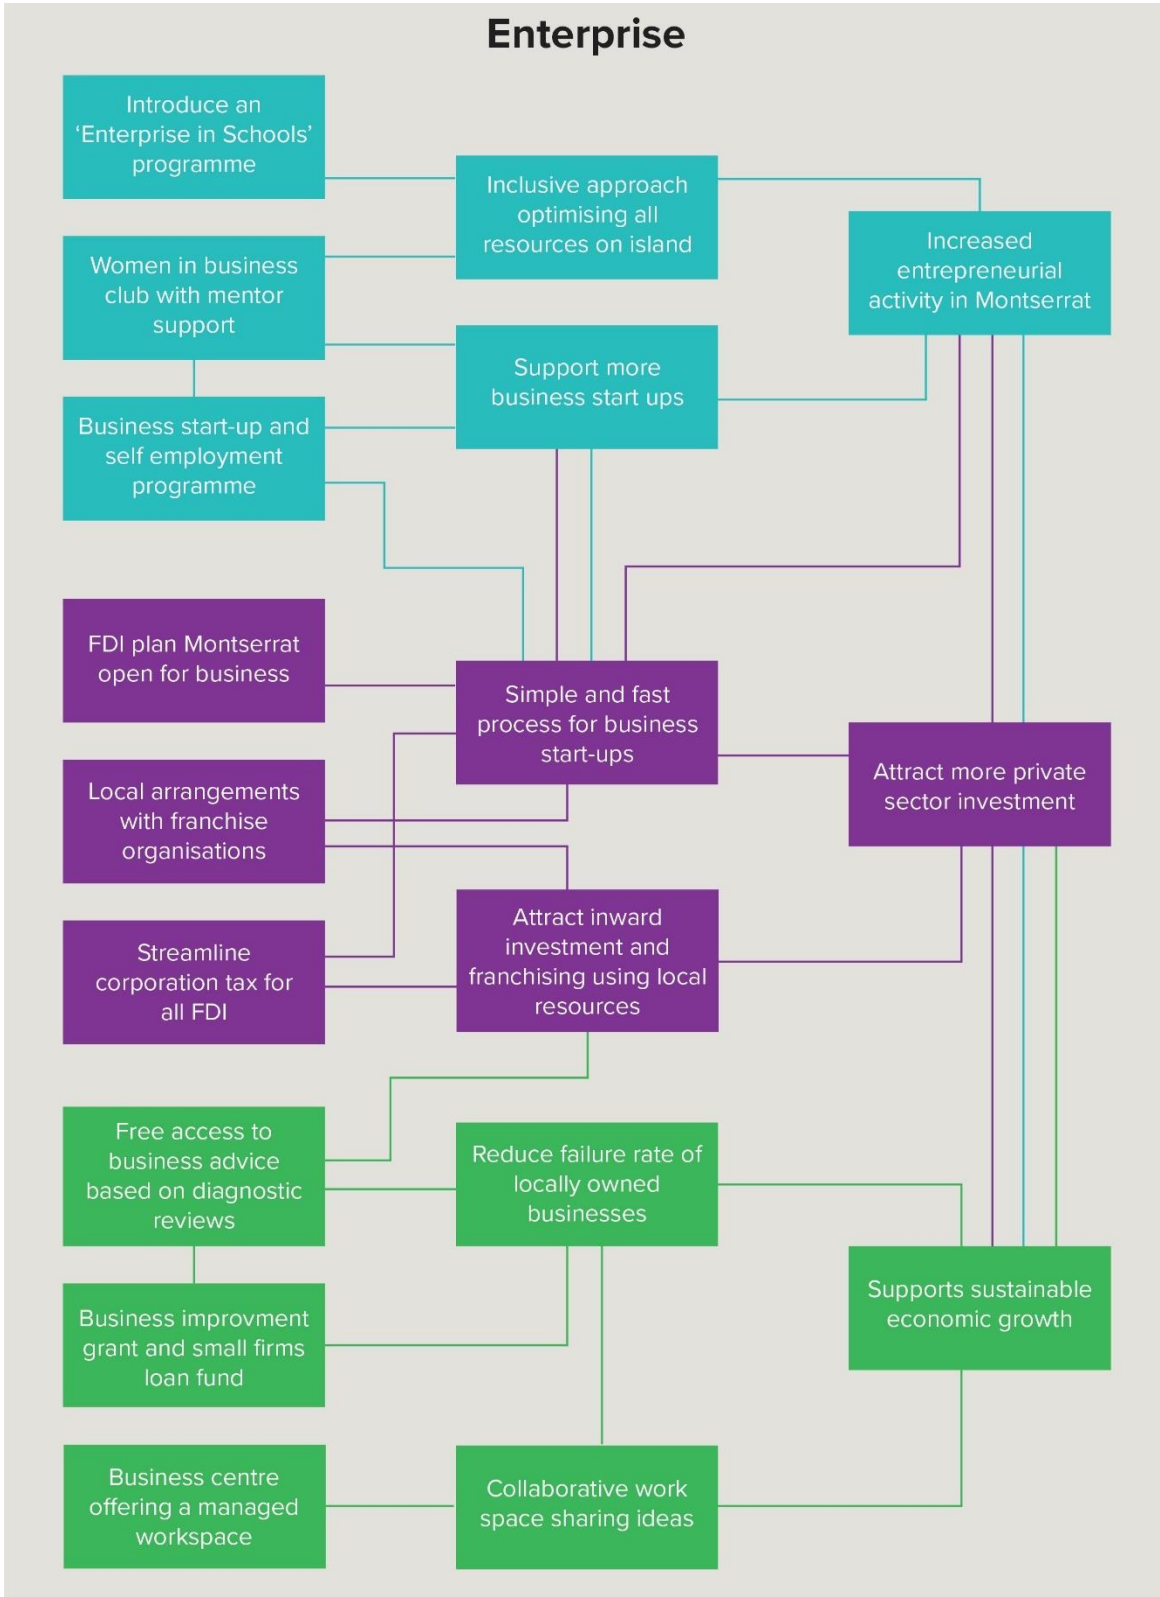 Enterprise
Introduce an
‘Enterprise in Schools’
programme
Inclusive approach
optimising all
resources on island
Increased
entrepreneurial
activity in Montserrat
Women in business
club with mentor
support
Support more
business start ups
Business start-up and
self employment
programme
FDI plan Montserrat
open for business
Simple and fast
process for business
start-ups
Attract more private
sector investment
Local arrangements
with franchise
organisations
Attract inward
investment and
franchising using local
resources
Streamline
corporation tax for
all FDI
Free access to
business advice
based on diagnostic
reviews
Reduce failure rate of
locally owned
businesses
Supports sustainable
economic growth
Business improvment
grant and small firms
loan fund
Business centre
offering a managed
workspace
Collaborative work
space sharing ideas